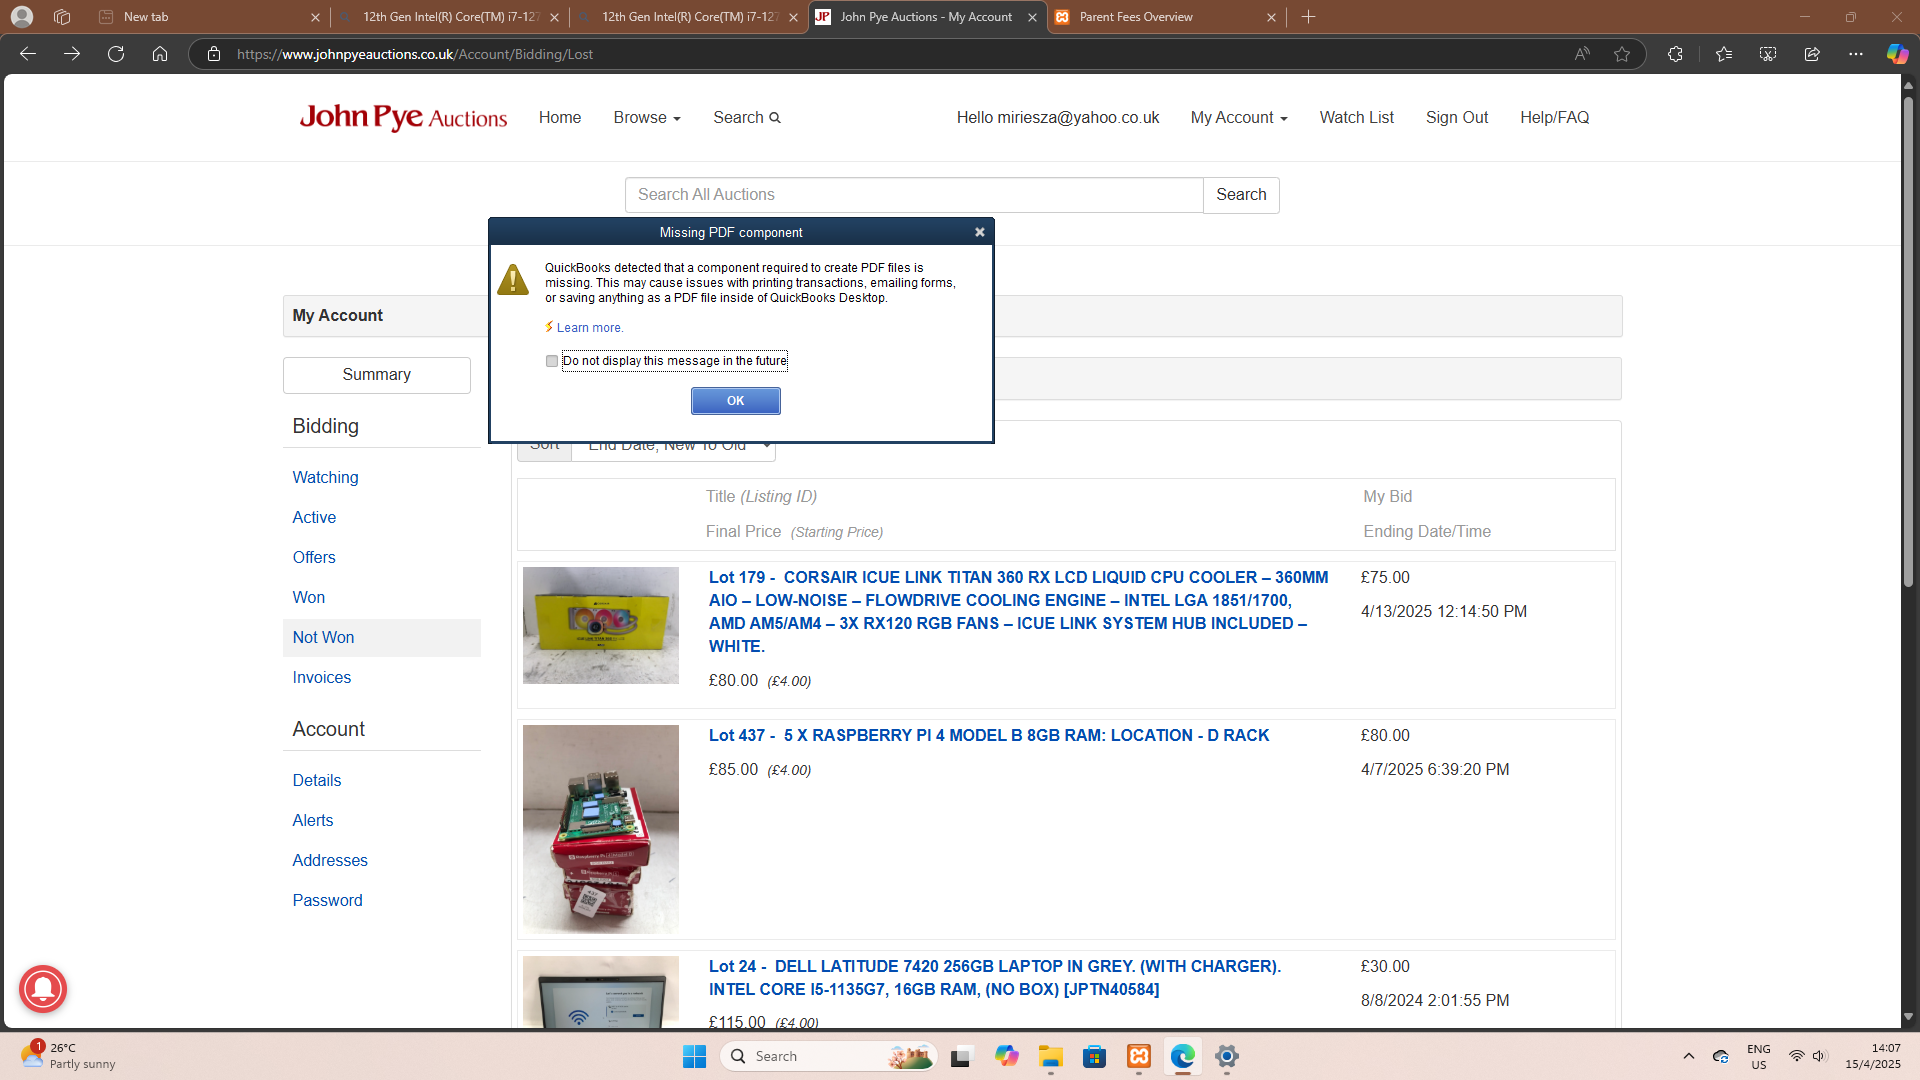 New tab
12th Gen Intel(R) Core(TM) i7-127
12th Gen Intel(R) Core(TM) i7-127
JP John Pye Auctions - My Account
Parent Fees Overview
https://www.johnpyeauctions.co.uk/Account/Bidding/Lost
John Pye Auctions
Home
Browse
Search
Hello miriesza@yahoo.co.uk
My Account
Watch List
Sign Out
Help/FAQ
Search All Auctions
Search
Missing PDF component
QuickBooks detected that a component required to create PDF files is
missing. This may cause issues with printing transactions, emailing forms,
or saving anything as a PDF file inside of QuickBooks Desktop.
Learn more.
Do not display this message in the future
OK
My Account
Summary
Bidding
Watching
Active
Offers
Won
Not Won
Invoices
Account
Details
Alerts
Addresses
Password
Sort
End Date, New To Old
Title (Listing ID)
My Bid
Final Price (Starting Price)
Ending Date/Time
Lot 179 - CORSAIR ICUE LINK TITAN 360 RX LCD LIQUID CPU COOLER – 360MM
AIO – LOW-NOISE – FLOWDRIVE COOLING ENGINE – INTEL LGA 1851/1700,
AMD AM5/AM4 – 3X RX120 RGB FANS – ICUE LINK SYSTEM HUB INCLUDED –
WHITE.
£80.00 (£4.00)
£75.00
4/13/2025 12:14:50 PM
Lot 437 - 5 X RASPBERRY PI 4 MODEL B 8GB RAM: LOCATION - D RACK
£85.00 (£4.00)
£80.00
4/7/2025 6:39:20 PM
437
Lot 24 - DELL LATITUDE 7420 256GB LAPTOP IN GREY. (WITH CHARGER).
INTEL CORE I5-1135G7, 16GB RAM, (NO BOX) [JPTN40584]
£115.00 (£4.00)
£30.00
8/8/2024 2:01:55 PM
1
26°C
Partly sunny
Search
ENG
US
14:07
15/4/2025